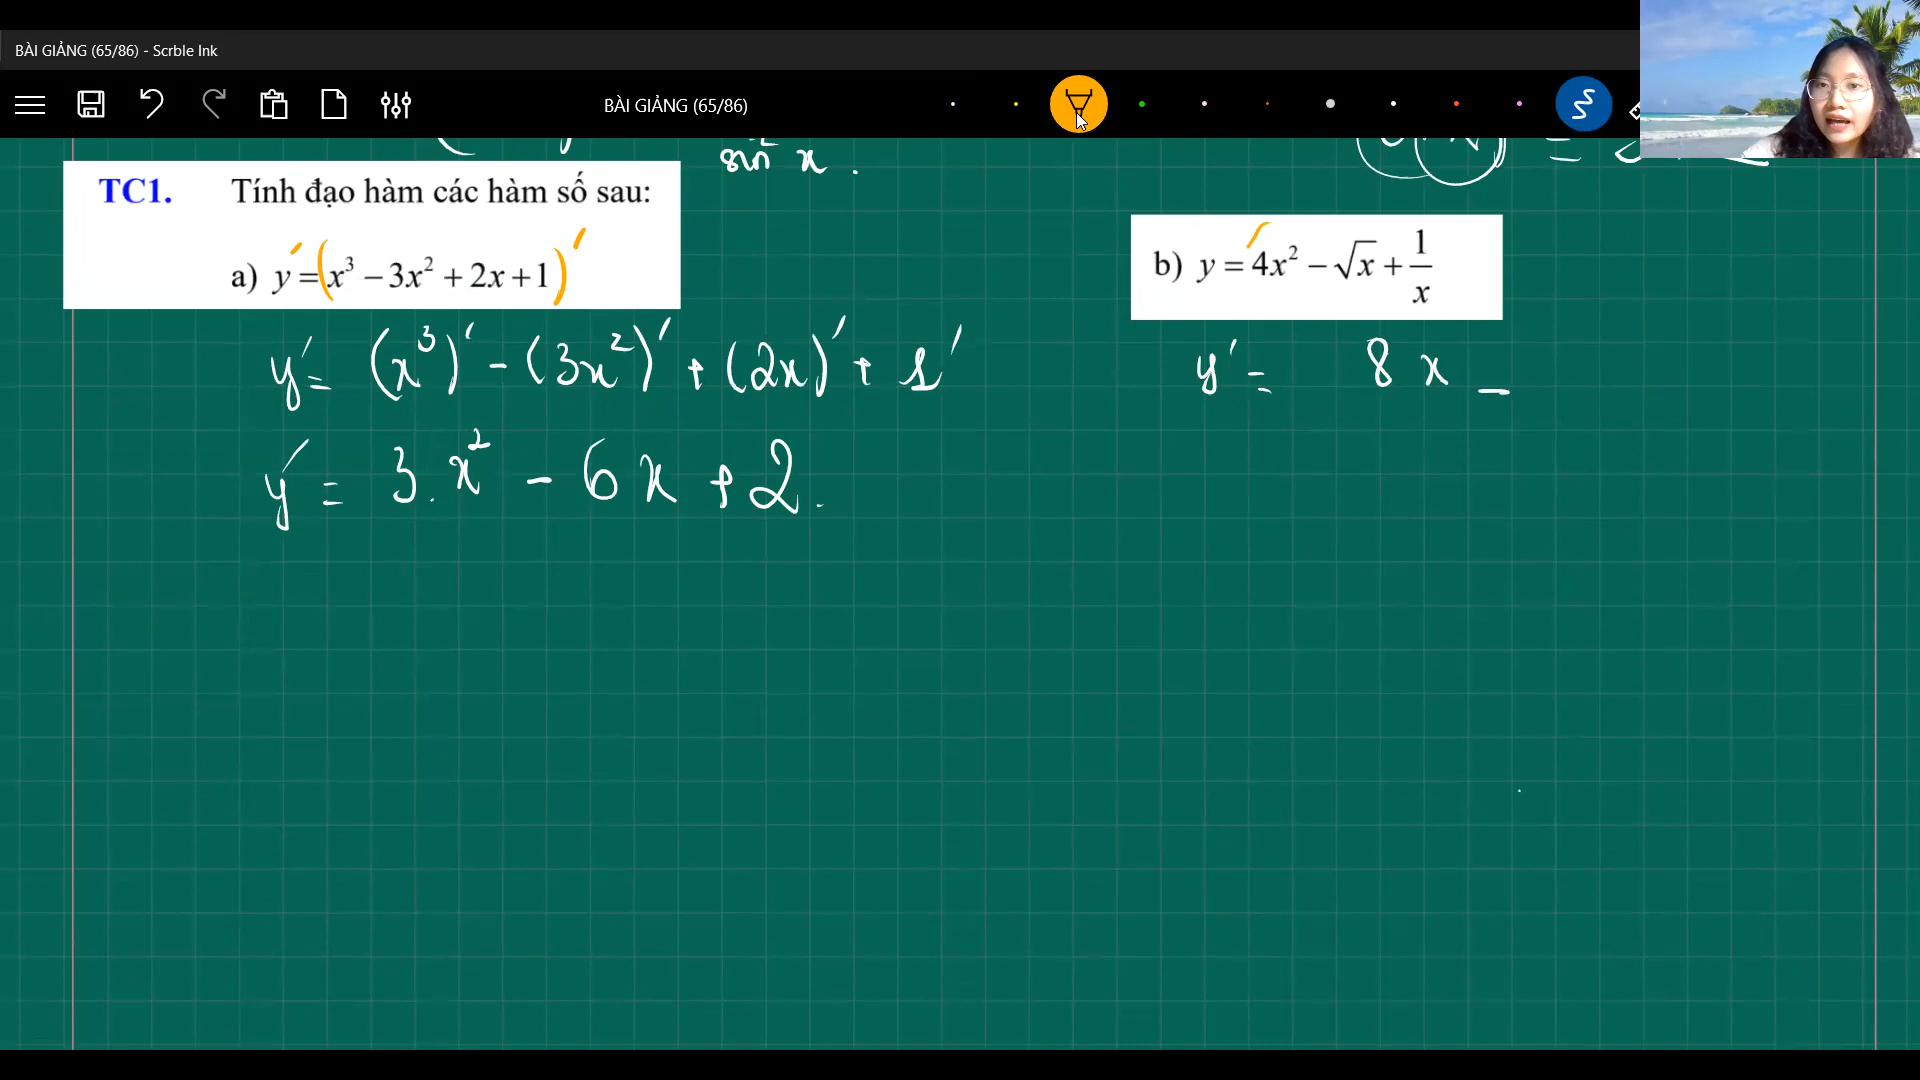 BÀI GIẢNG (65/86) - Scrble Ink
BÀI GIẢNG (65/86)
sin² x .
TC1. Tính đạo hàm các hàm số sau:
a) y' = (x³ − 3x² + 2x + 1)'
y' = (x³)' - (3x²)' + (2x)' + 1'
y' = 3.x² - 6x + 2.
b) y = 4x² − √x + 1/x
y' = 8x -